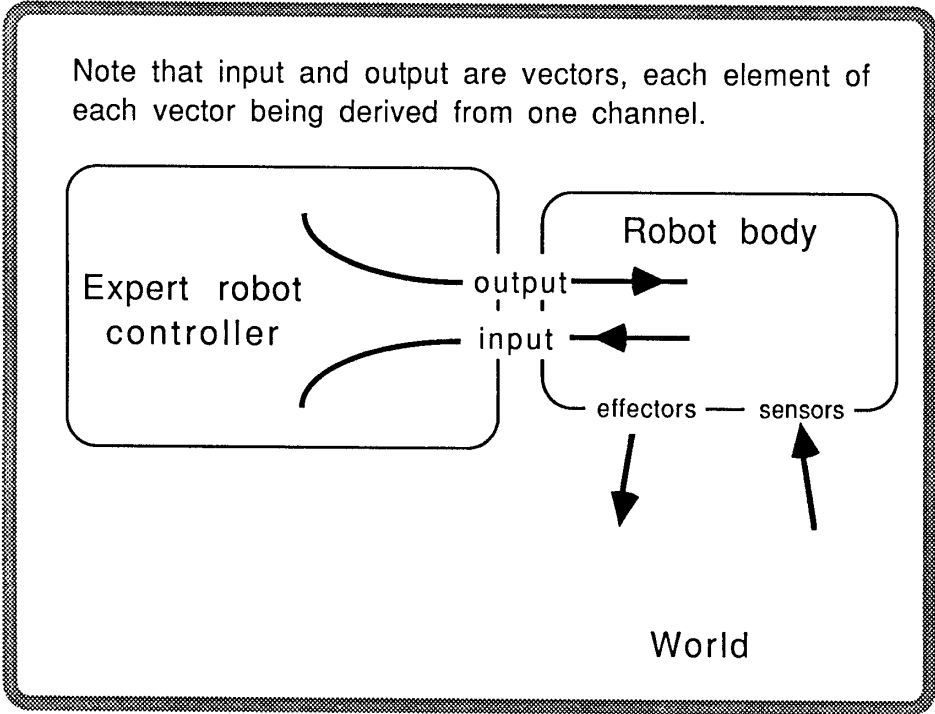 Note that input and output are vectors, each element of
each vector being derived from one channel.
Robot body
Expert robot
controller
output
input
effectors
sensors
World